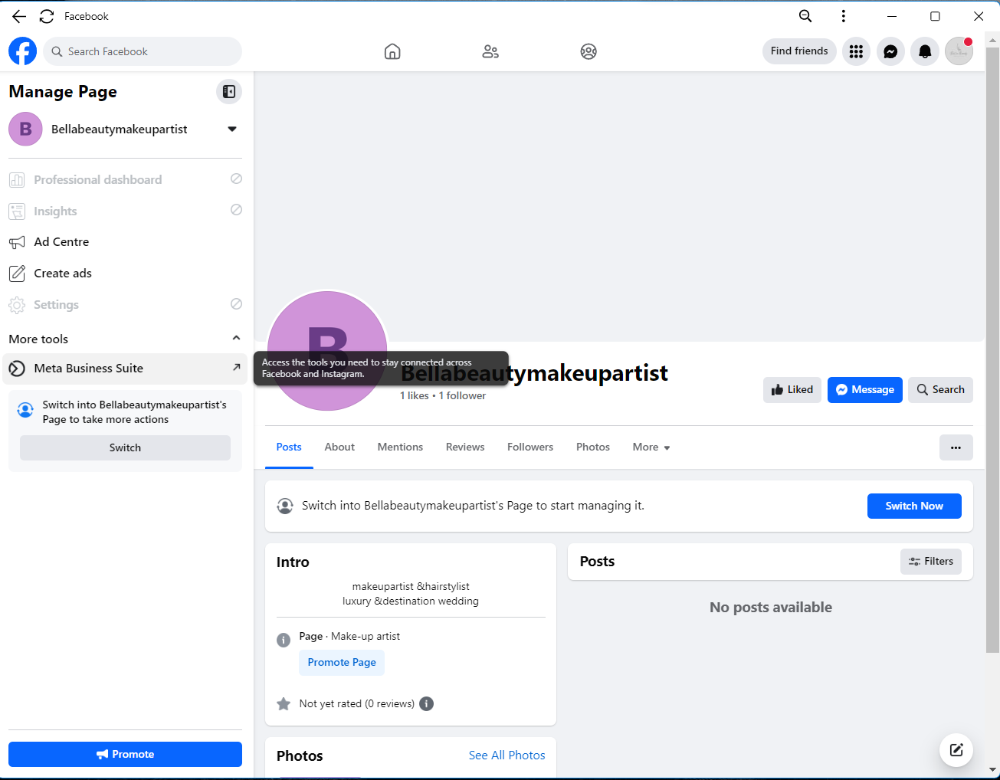 Facebook
Search Facebook
Find friends
Manage Page
B
Bellabeautymakeupartist
Professional dashboard
Insights
Ad Centre
Create ads
Settings
More tools
Meta Business Suite
Switch into Bellabeautymakeupartist's
Page to take more actions
Switch
Promote
B
Access the tools you need to stay connected across
Facebook and Instagram.
Bellabeautymakeupartist
1 likes • 1 follower
Liked
Message
Search
Posts
About
Mentions
Reviews
Followers
Photos
More
Switch into Bellabeautymakeupartist's Page to start managing it.
Switch Now
Intro
makeupartist &hairstylist
luxury &destination wedding
Page · Make-up artist
Promote Page
Not yet rated (0 reviews)
Photos
See All Photos
Posts
Filters
No posts available